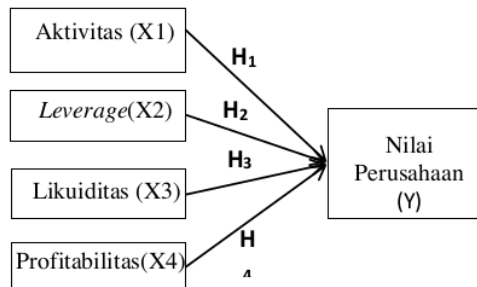 Aktivitas (X1)
H1
Leverage(X2)
H2
H3
Nilai
Perusahaan
(Y)
Likuiditas (X3)
H
4
Profitabilitas(X4)